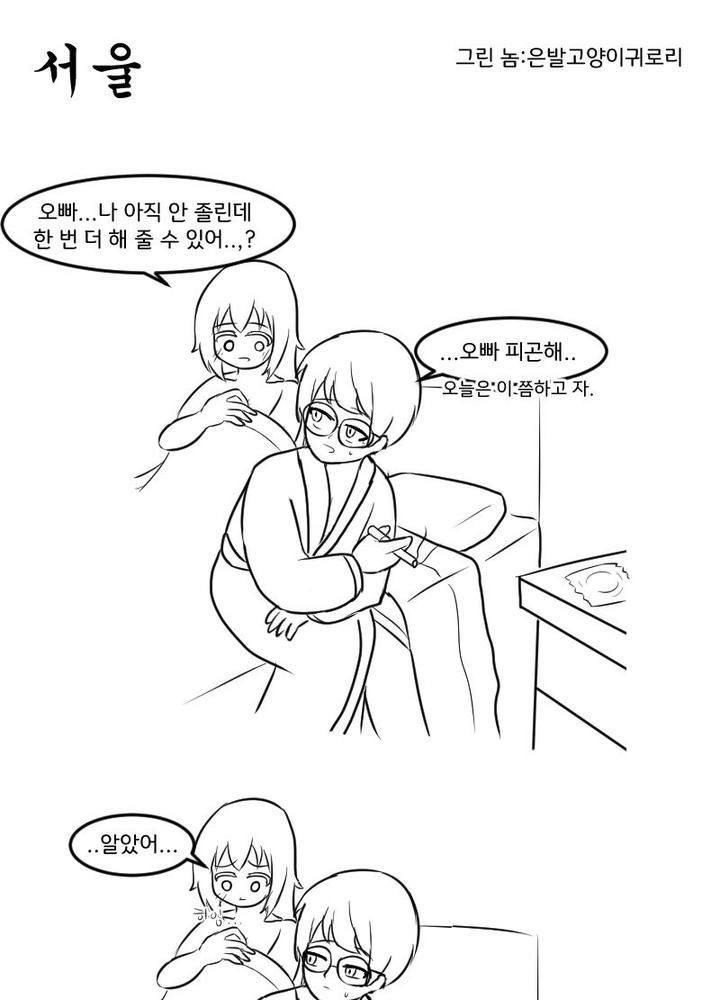 서울
그린 놈:은발고양이귀로리
오빠...나 아직 안 졸린데
한 번 더 해 줄 수 있어..,?
...오빠 피곤해..
오늘은 이쯤하고 자.
..알았어...
히잉...